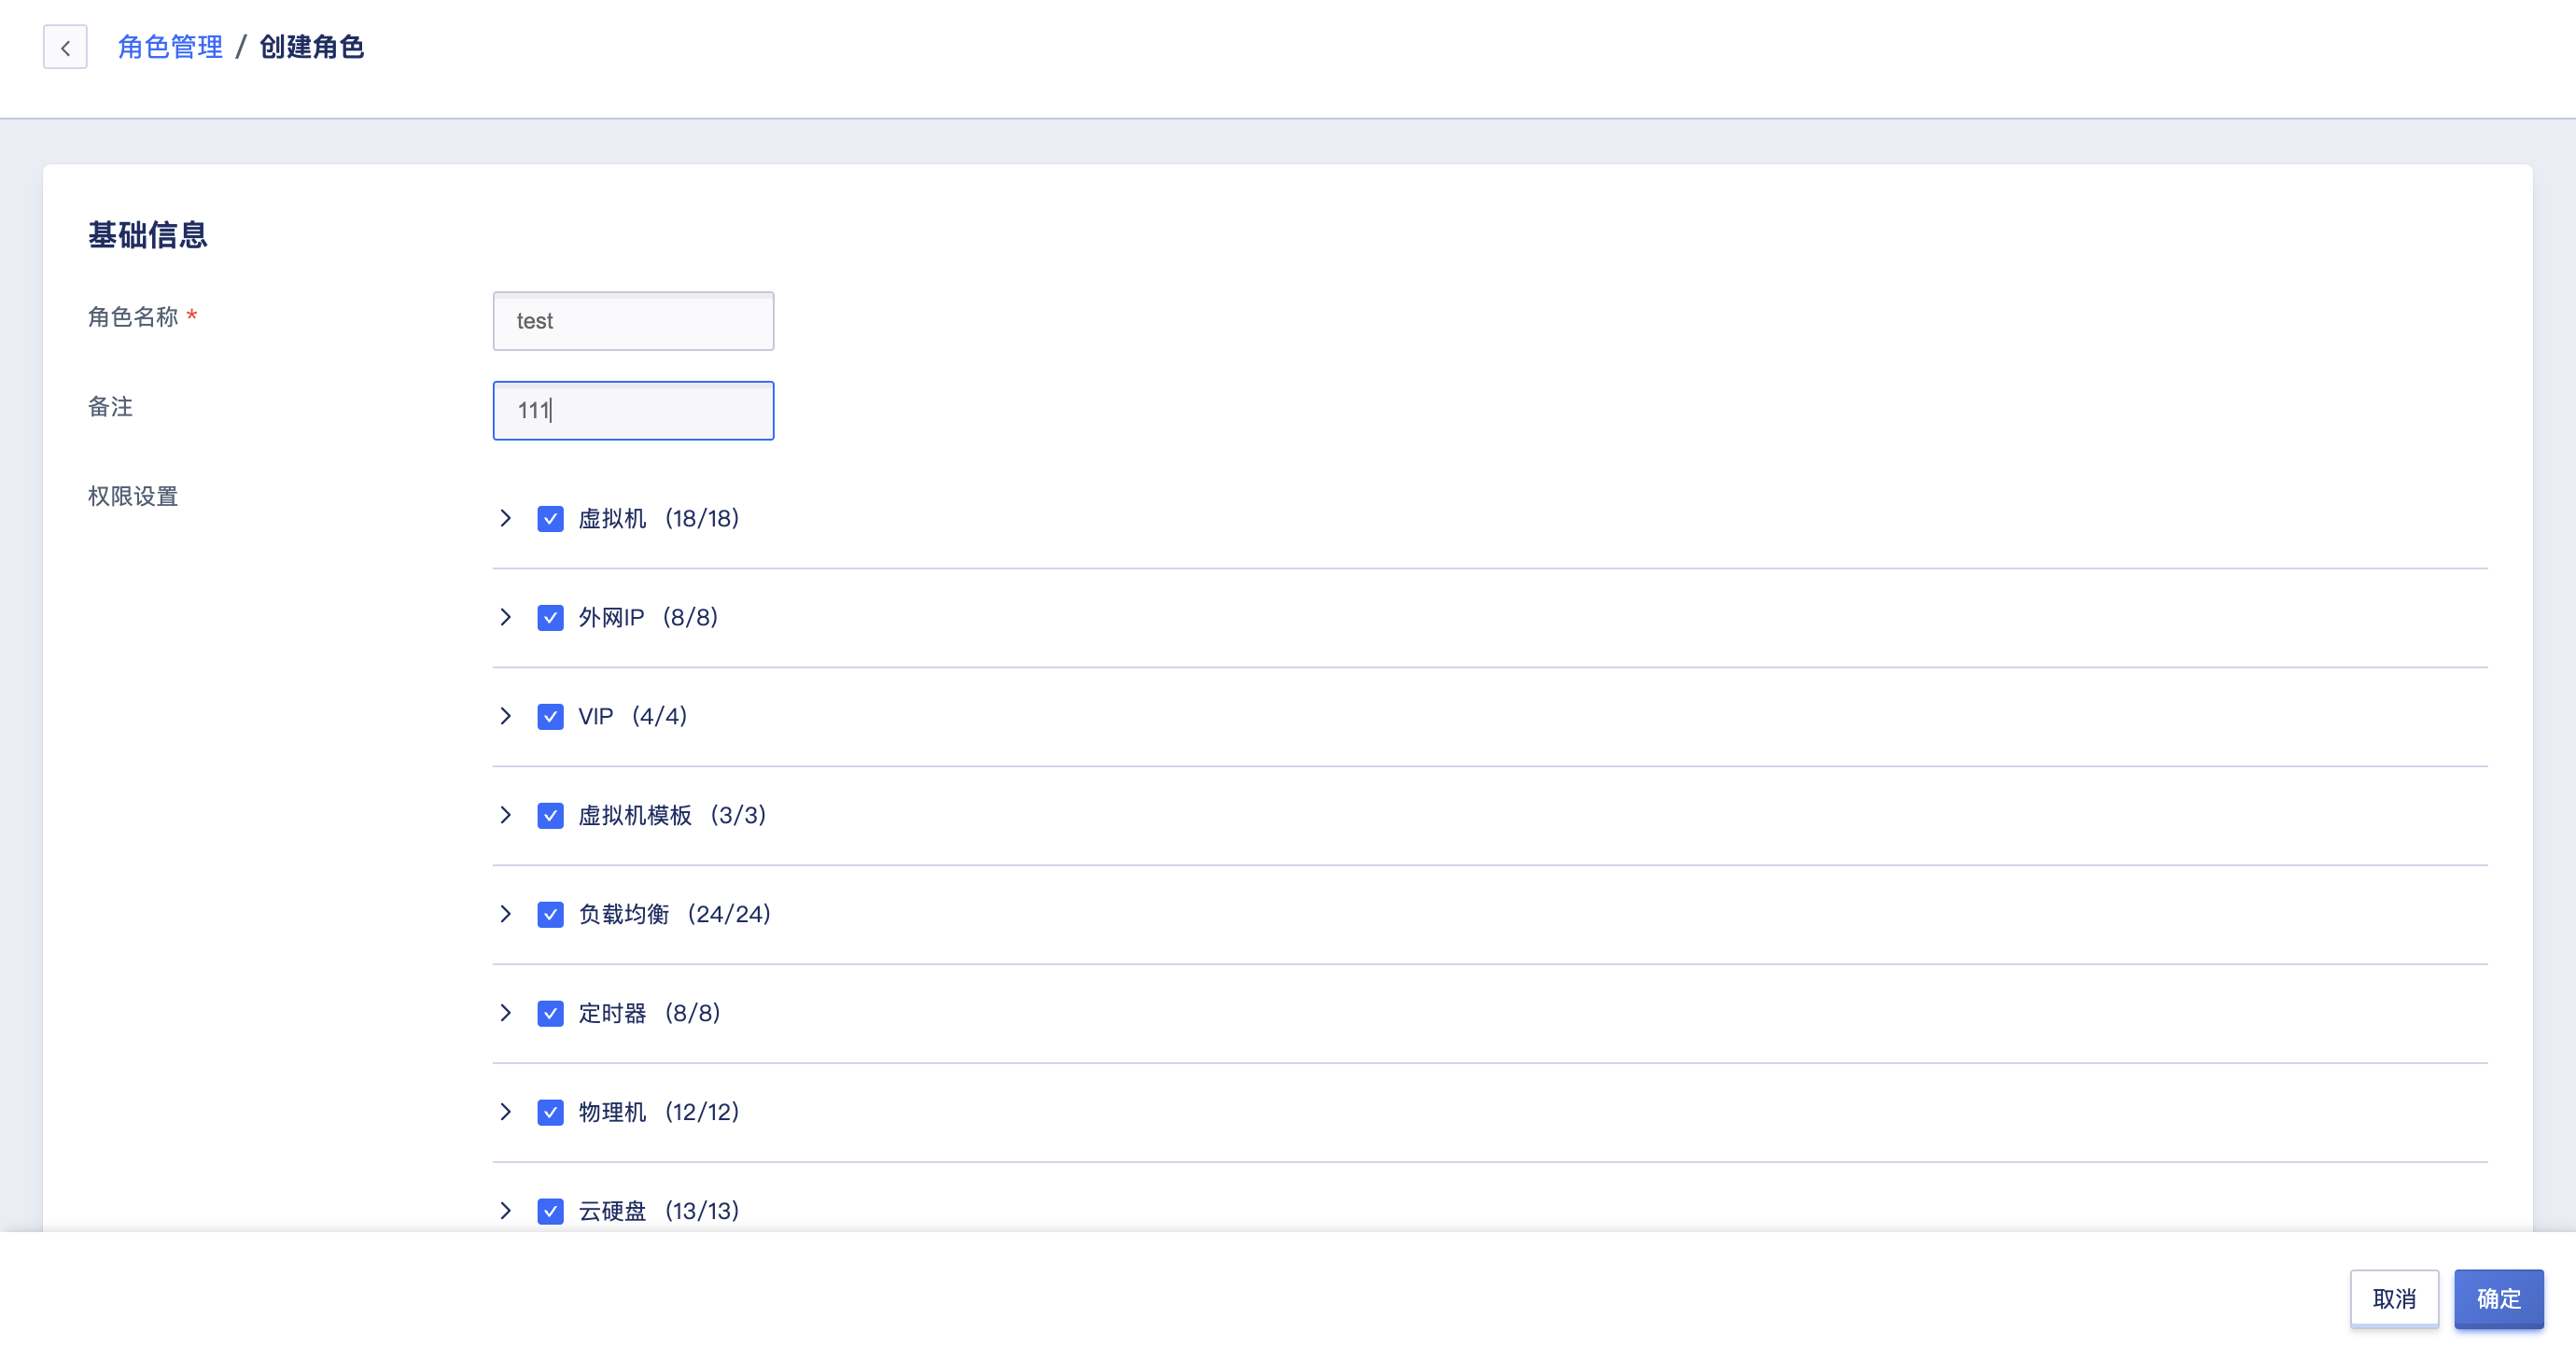 角色管理 / 创建角色
基础信息
角色名称 *
test
备注
111
权限设置
虚拟机 (18/18)
外网IP (8/8)
VIP (4/4)
虚拟机模板 (3/3)
负载均衡 (24/24)
定时器 (8/8)
物理机 (12/12)
云硬盘 (13/13)
取消
确定